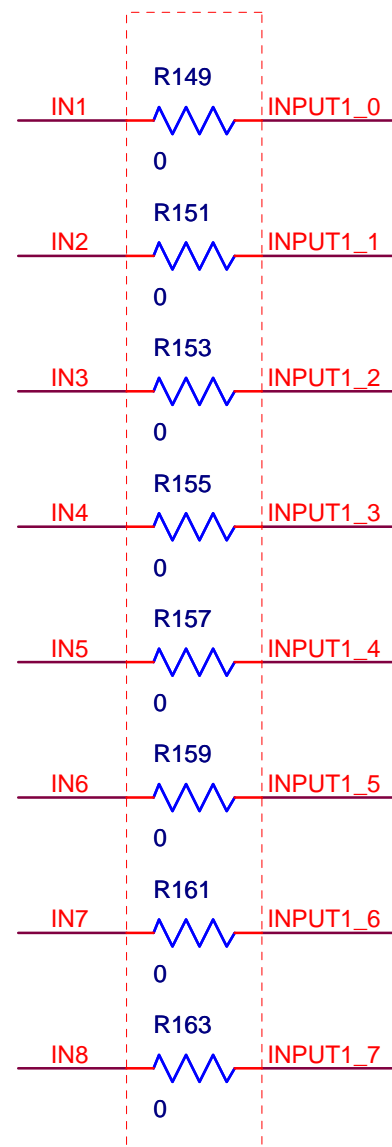 R149
IN1 INPUT1_0
0
R151
IN2 INPUT1_1
0
R153
IN3 INPUT1_2
0
R155
IN4 INPUT1_3
0
R157
IN5 INPUT1_4
0
R159
IN6 INPUT1_5
0
R161
IN7 INPUT1_6
0
R163
IN8 INPUT1_7
0